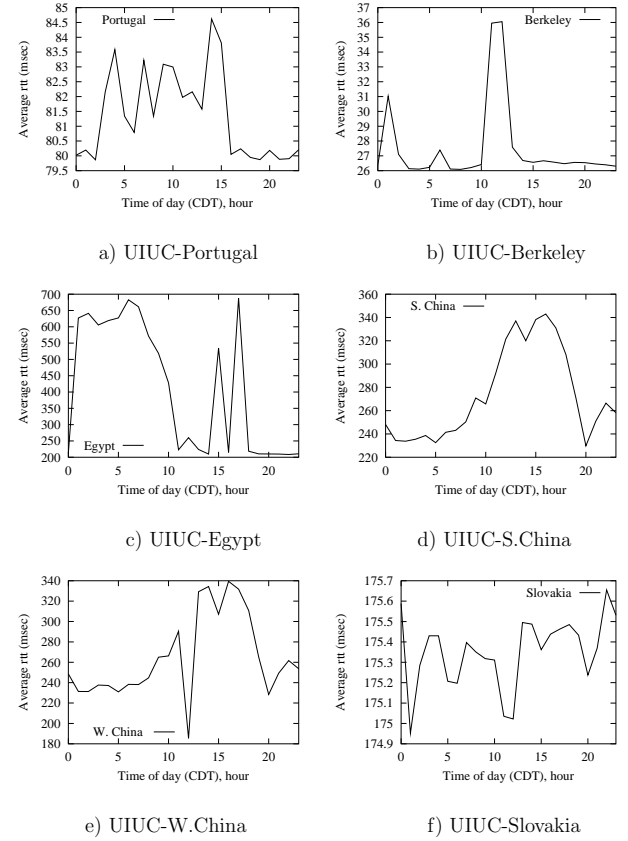 Average rtt (msec)
85
84.5
84
83.5
83
82.5
82
81.5
81
80.5
80
79.5
Portugal
0 5 10 15 20
Time of day (CDT), hour
a) UIUC-Portugal
Average rtt (msec)
37
36
35
34
33
32
31
30
29
28
27
26
Berkeley
0 5 10 15 20
Time of day (CDT), hour
b) UIUC-Berkeley
Average rtt (msec)
700
650
600
550
500
450
400
350
300
250
200
Egypt
0 5 10 15 20
Time of day (CDT), hour
c) UIUC-Egypt
Average rtt (msec)
360
340
320
300
280
260
240
220
S. China
0 5 10 15 20
Time of day (CDT), hour
d) UIUC-S.China
Average rtt (msec)
340
320
300
280
260
240
220
200
180
W. China
0 5 10 15 20
Time of day (CDT), hour
e) UIUC-W.China
Average rtt (msec)
175.7
175.6
175.5
175.4
175.3
175.2
175.1
175
174.9
Slovakia
0 5 10 15 20
Time of day (CDT), hour
f) UIUC-Slovakia